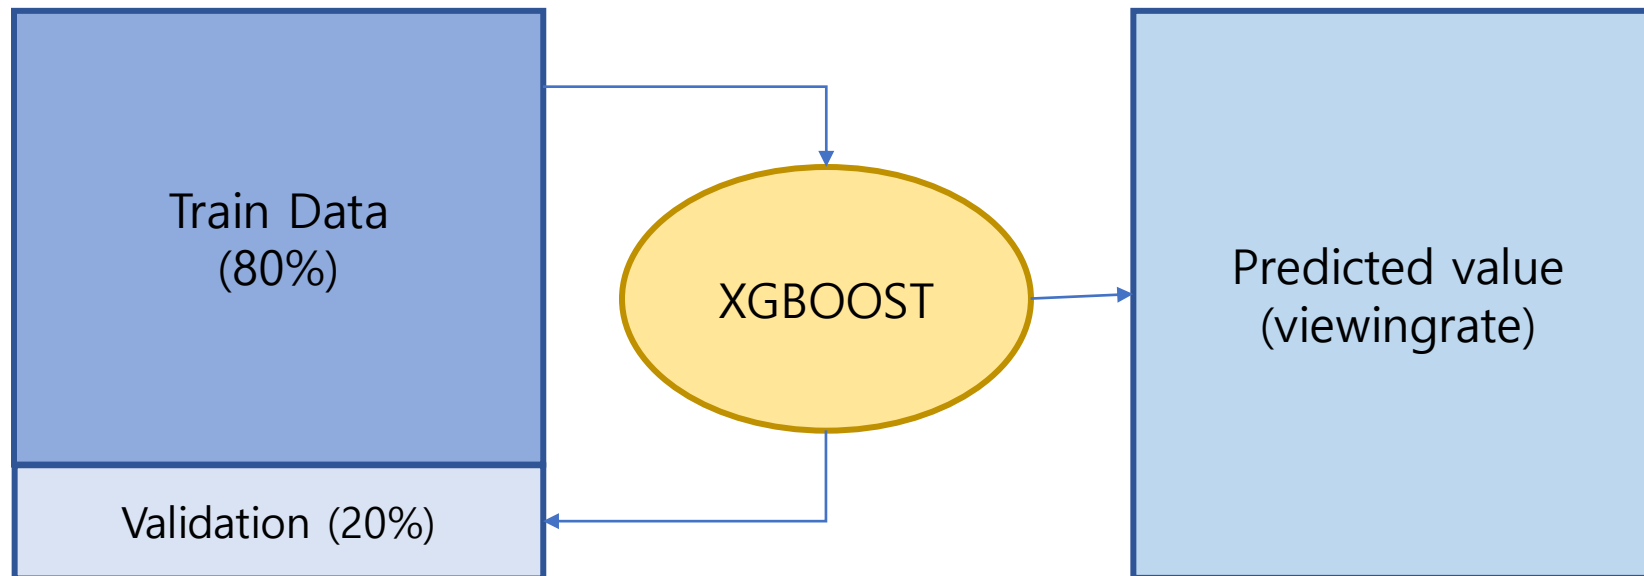 Train Data
(80%)
Validation (20%)
XGBOOST
Predicted value
(viewingrate)